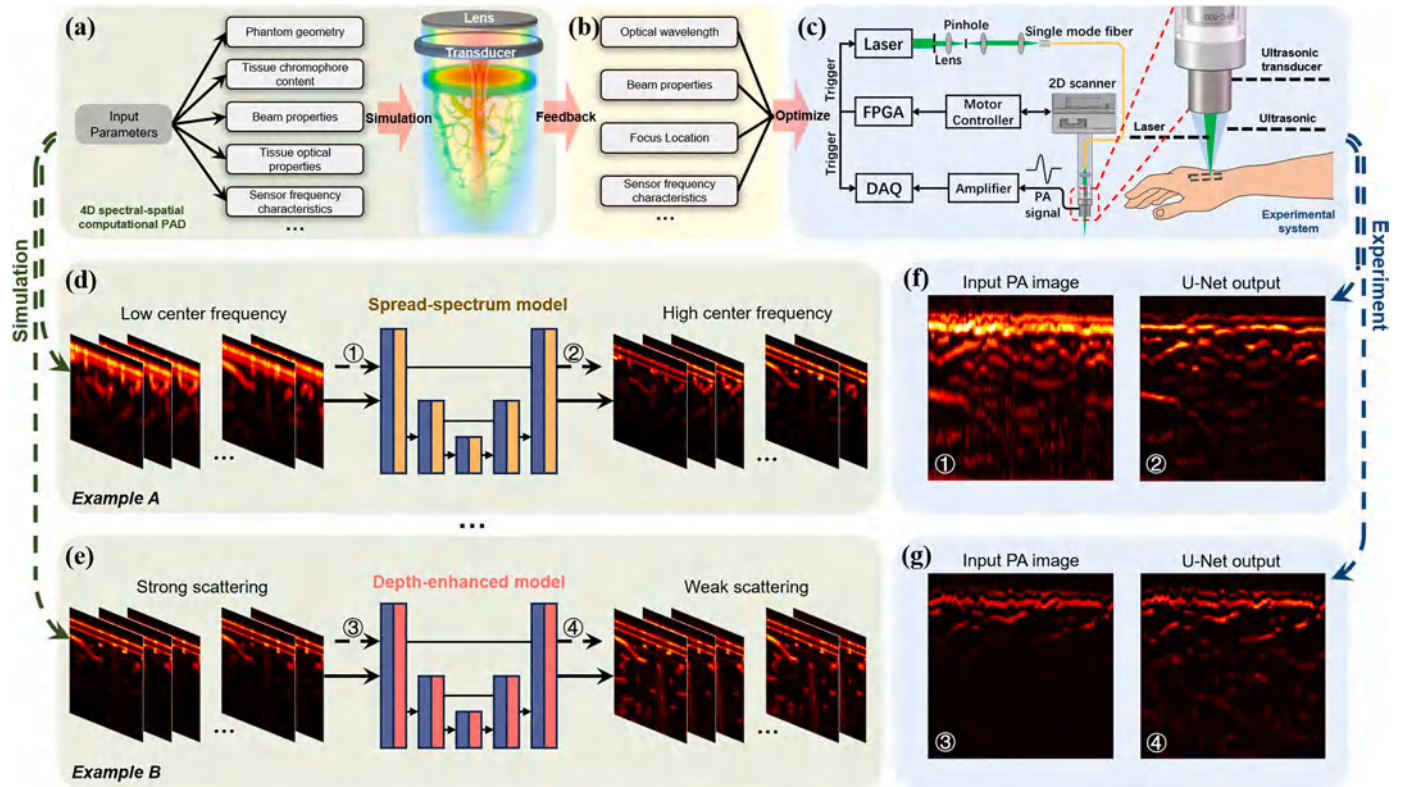 (a)
Input
Parameters
Phantom geometry
Tissue chromophore
content
Beam properties
Tissue optical
properties
Sensor frequency
characteristics
...
4D spectral-spatial
computational PAD
Simulation
Lens
Transducer
Feedback
(b)
Optical wavelength
Beam properties
Focus Location
Sensor frequency
characteristics
...
Optimize
(c)
Trigger
Trigger
Laser
FPGA
DAQ
Pinhole
Lens
Single mode fiber
Motor
Controller
2D scanner
Amplifier
PA
signal
Laser
Ultrasonic
transducer
Ultrasonic
Experimental
system
Simulation
Experiment
(d)
Low center frequency
Spread-spectrum model
High center frequency
①
②
...
...
Example A
...
(e)
Strong scattering
Depth-enhanced model
Weak scattering
③
④
...
...
Example B
(f)
Input PA image
U-Net output
①
②
(g)
Input PA image
U-Net output
③
④